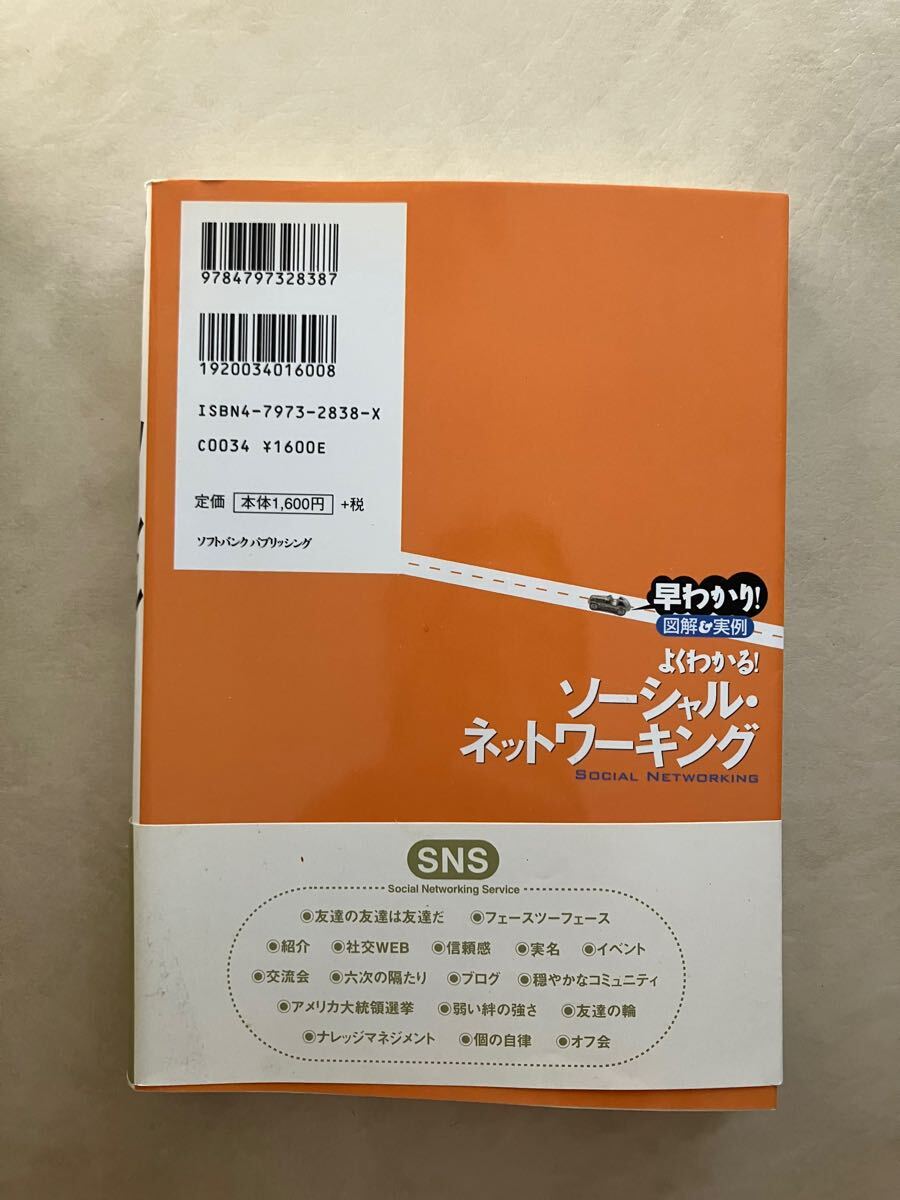 9784797328387
1920034016008
ISBN4-7973-2838-X
C0034 ¥1600E
定価 本体1,600円 +税
ソフトバンク パブリッシング
早わかり!
図解&実例
よくわかる!
ソーシャル・
ネットワーキング
SOCIAL NETWORKING
SNS
Social Networking Service
◉友達の友達は友達だ ◉フェースツーフェース
◉紹介 ◉社交WEB ◉信頼感 ◉実名 ◉イベント
◉交流会 ◉六次の隔たり ◉ブログ ◉穏やかなコミュニティ
◉アメリカ大統領選挙 ◉弱い絆の強さ ◉友達の輪
◉ナレッジマネジメント ◉個の自律 ◉オフ会